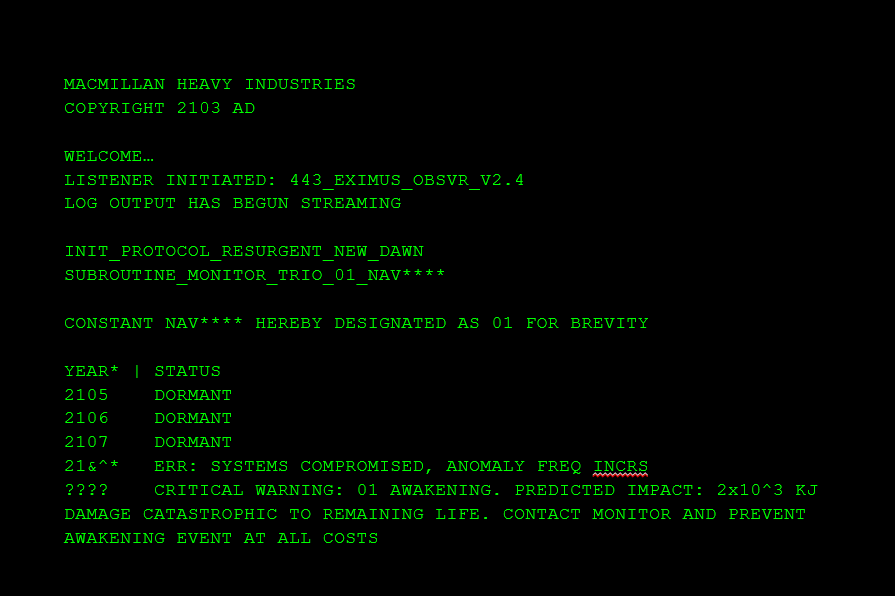 MACMILLAN HEAVY INDUSTRIES
COPYRIGHT 2103 AD
WELCOME…
LISTENER INITIATED: 443_EXIMUS_OBSVR_V2.4
LOG OUTPUT HAS BEGUN STREAMING
INIT_PROTOCOL_RESURGENT_NEW_DAWN
SUBROUTINE_MONITOR_TRIO_01_NAV****
CONSTANT NAV**** HEREBY DESIGNATED AS 01 FOR BREVITY
YEAR* | STATUS
2105 DORMANT
2106 DORMANT
2107 DORMANT
21&^* ERR: SYSTEMS COMPROMISED, ANOMALY FREQ INCRS
???? CRITICAL WARNING: 01 AWAKENING. PREDICTED IMPACT: 2x10^3 KJ
DAMAGE CATASTROPHIC TO REMAINING LIFE. CONTACT MONITOR AND PREVENT
AWAKENING EVENT AT ALL COSTS